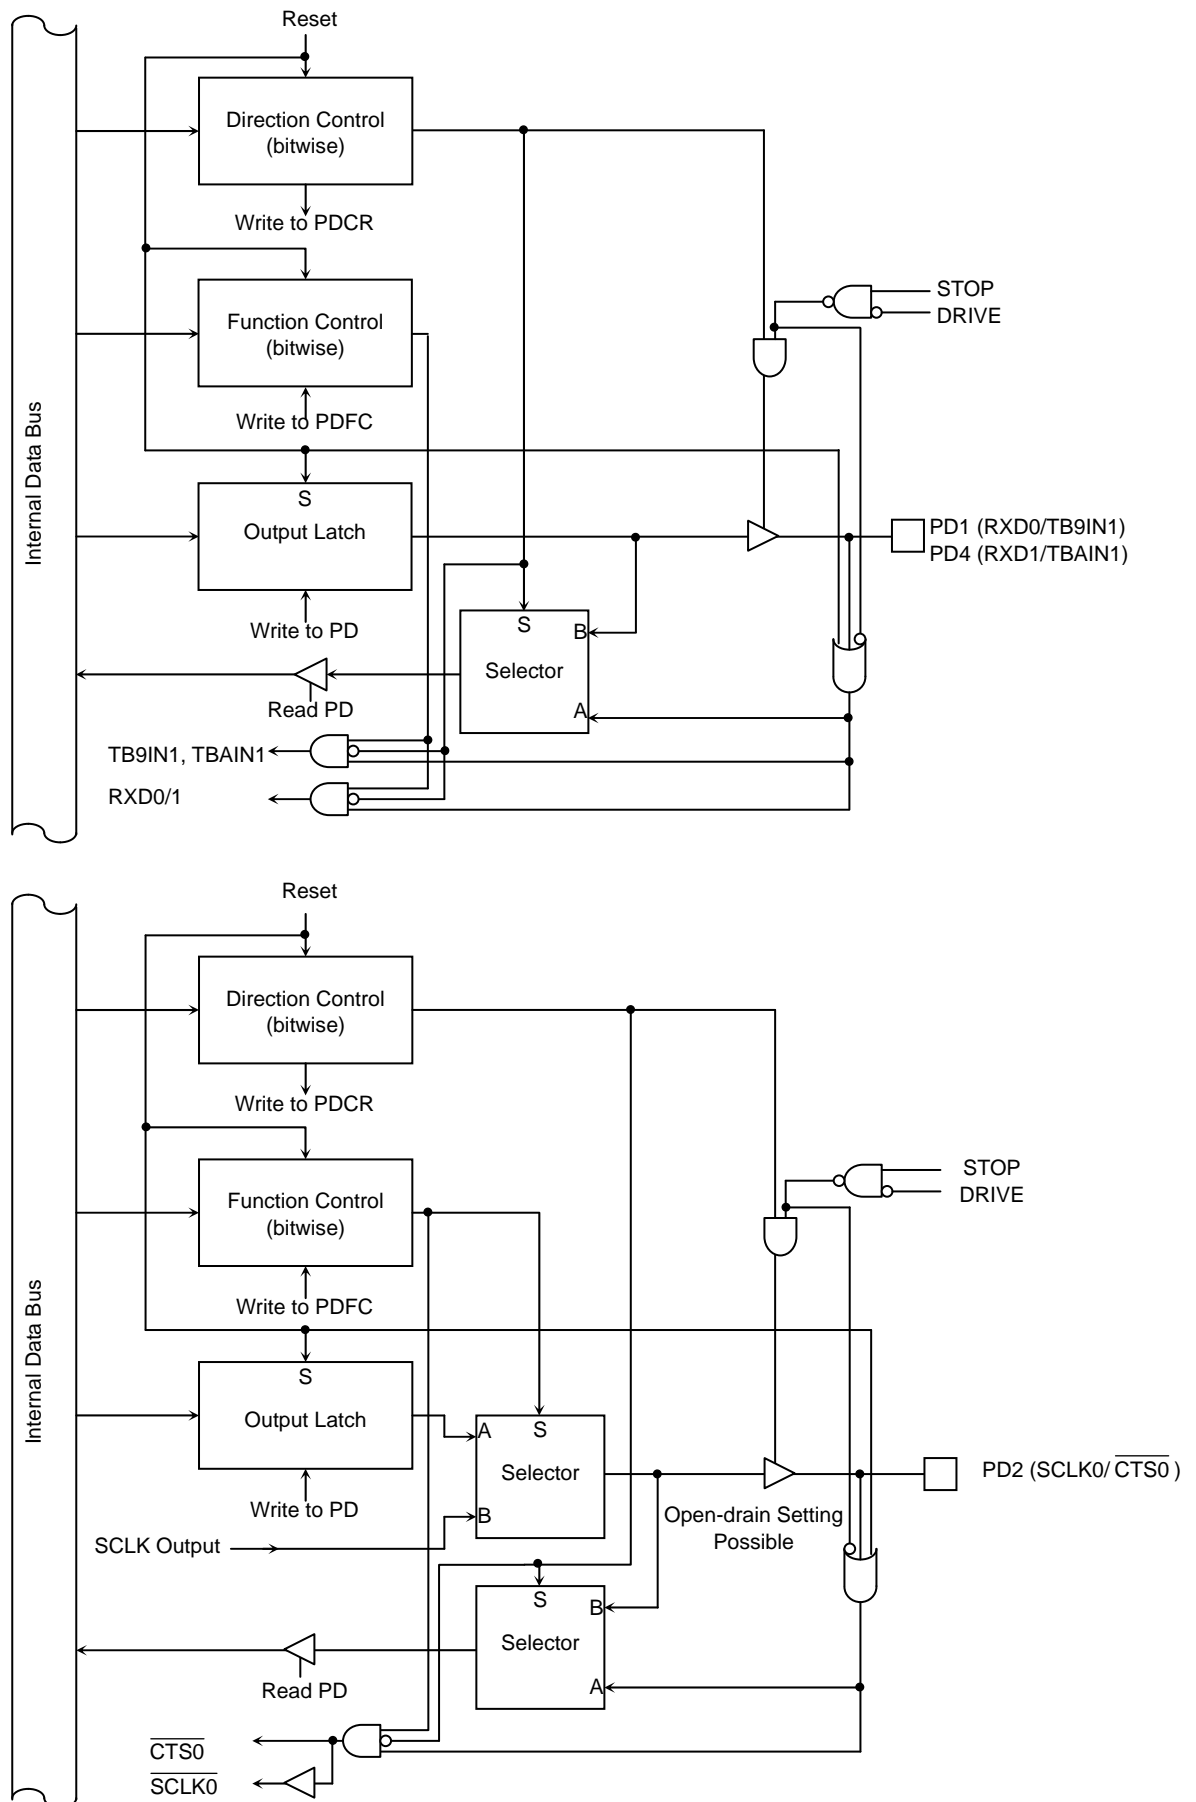 Reset
Direction Control
(bitwise)
Write to PDCR
STOP
DRIVE
Function Control
(bitwise)
Write to PDFC
Internal Data Bus
S
Output Latch
PD1 (RXD0/TB9IN1)
PD4 (RXD1/TBAIN1)
Write to PD
S
B
Selector
A
Read PD
TB9IN1, TBAIN1
RXD0/1
Reset
Direction Control
(bitwise)
Write to PDCR
STOP
DRIVE
Function Control
(bitwise)
Write to PDFC
Internal Data Bus
S
Output Latch
A
S
Selector
B
PD2 (SCLK0/ C̅T̅S̅0̅ )
Write to PD
Open-drain Setting
Possible
SCLK Output
S
B
Selector
A
Read PD
C̅T̅S̅0̅
S̅C̅L̅K̅0̅